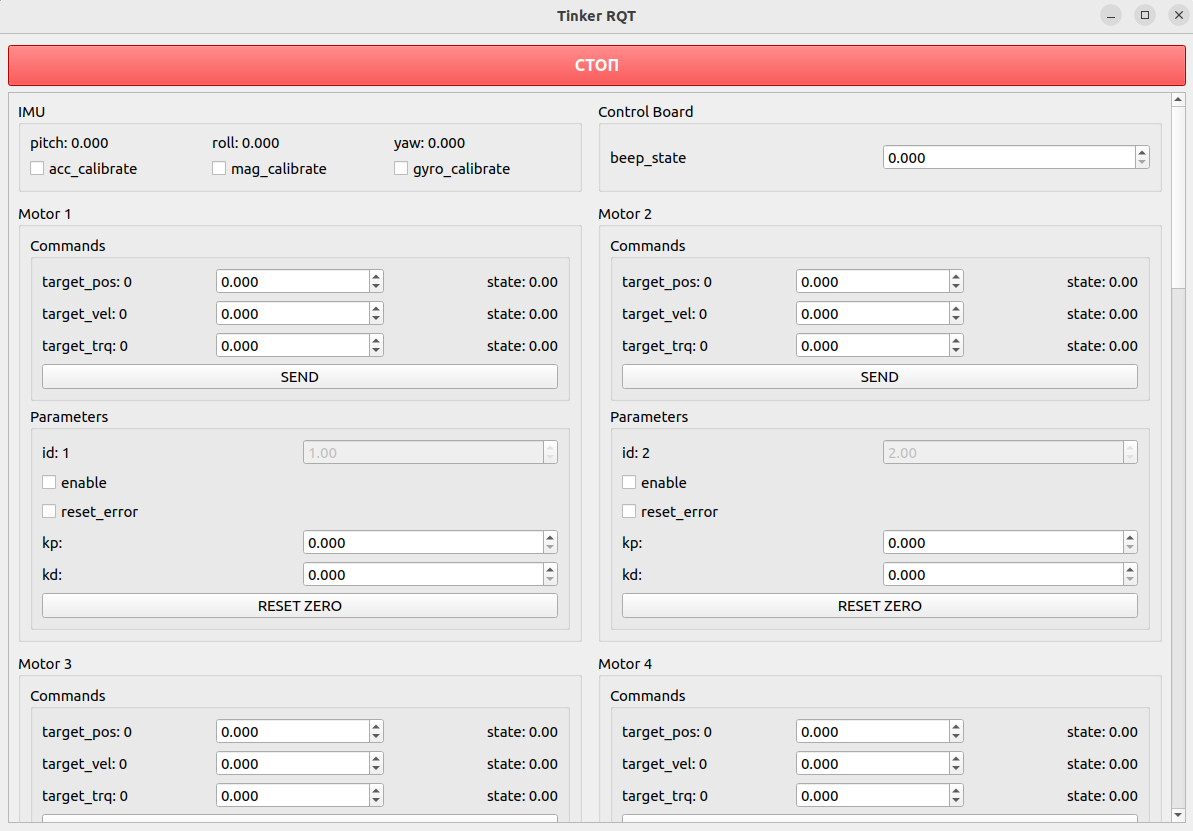 Tinker RQT
СТОП
IMU
pitch: 0.000 roll: 0.000 yaw: 0.000
acc_calibrate mag_calibrate gyro_calibrate
Control Board
beep_state 0.000
Motor 1
Commands
target_pos: 0 0.000 state: 0.00
target_vel: 0 0.000 state: 0.00
target_trq: 0 0.000 state: 0.00
SEND
Parameters
id: 1 1.00
enable
reset_error
kp: 0.000
kd: 0.000
RESET ZERO
Motor 2
Commands
target_pos: 0 0.000 state: 0.00
target_vel: 0 0.000 state: 0.00
target_trq: 0 0.000 state: 0.00
SEND
Parameters
id: 2 2.00
enable
reset_error
kp: 0.000
kd: 0.000
RESET ZERO
Motor 3
Commands
target_pos: 0 0.000 state: 0.00
target_vel: 0 0.000 state: 0.00
target_trq: 0 0.000 state: 0.00
Motor 4
Commands
target_pos: 0 0.000 state: 0.00
target_vel: 0 0.000 state: 0.00
target_trq: 0 0.000 state: 0.00